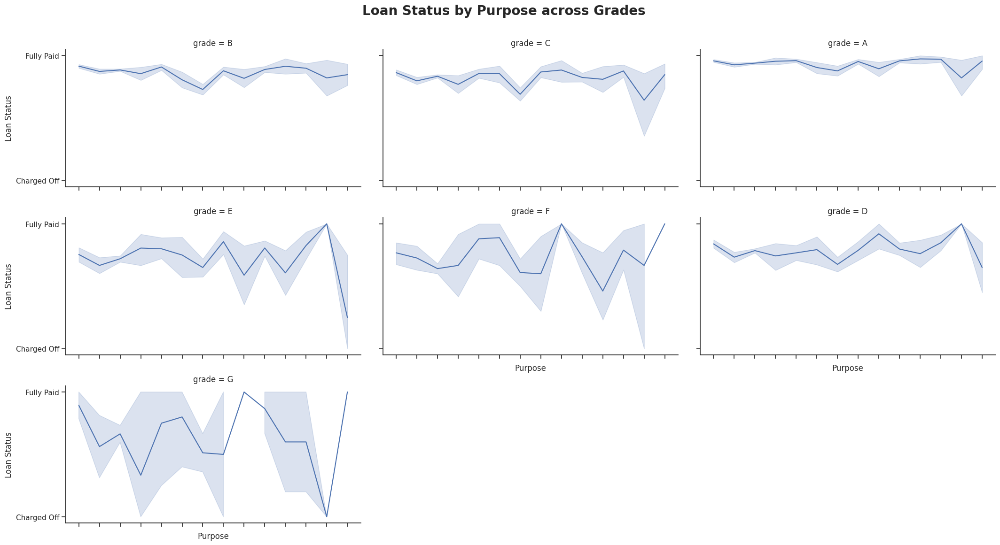 Loan Status by Purpose across Grades
grade = B
grade = C
grade = A
Fully Paid
Loan Status
Charged Off
grade = E
grade = F
grade = D
Fully Paid
Loan Status
Charged Off
Purpose
Purpose
grade = G
Fully Paid
Loan Status
Charged Off
Purpose